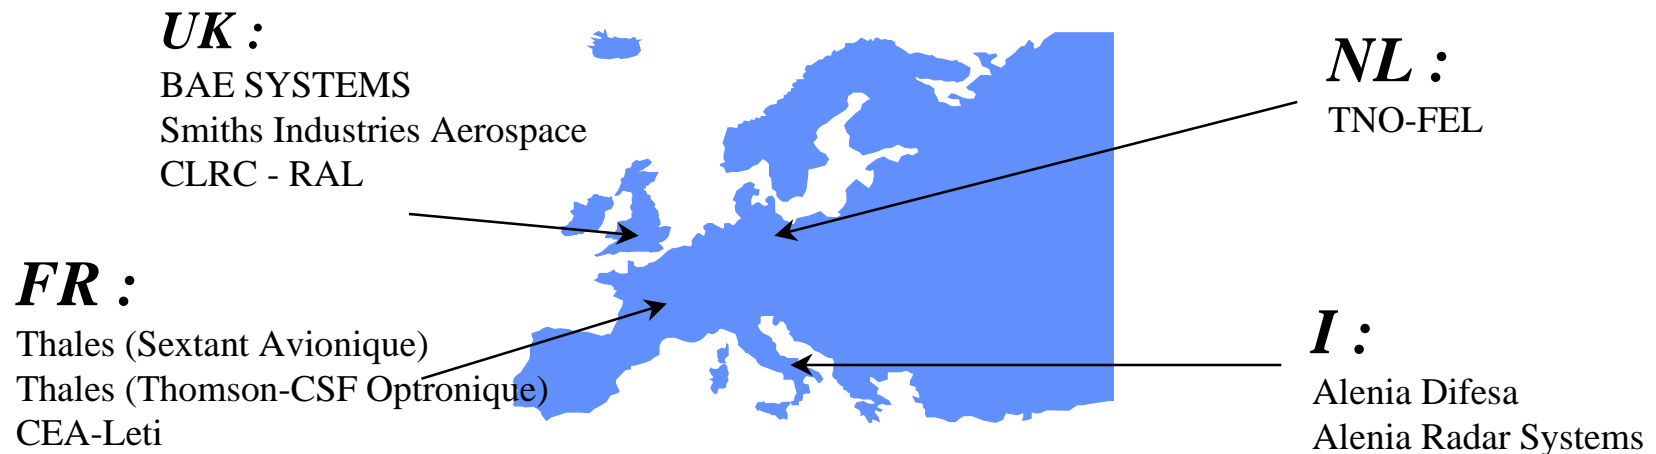 UK :
BAE SYSTEMS
Smiths Industries Aerospace
CLRC - RAL
NL :
TNO-FEL
FR :
Thales (Sextant Avionique)
Thales (Thomson-CSF Optronique)
CEA-Leti
I :
Alenia Difesa
Alenia Radar Systems